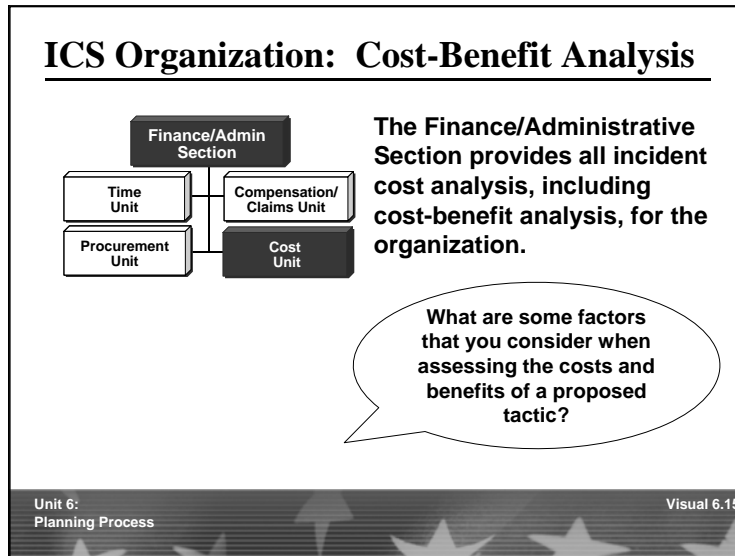 ICS Organization: Cost-Benefit Analysis
Finance/Admin
Section
Time
Unit
Compensation/
Claims Unit
Procurement
Unit
Cost
Unit
The Finance/Administrative
Section provides all incident
cost analysis, including
cost-benefit analysis, for the
organization.
What are some factors
that you consider when
assessing the costs and
benefits of a proposed
tactic?
Unit 6:
Planning Process
Visual 6.15